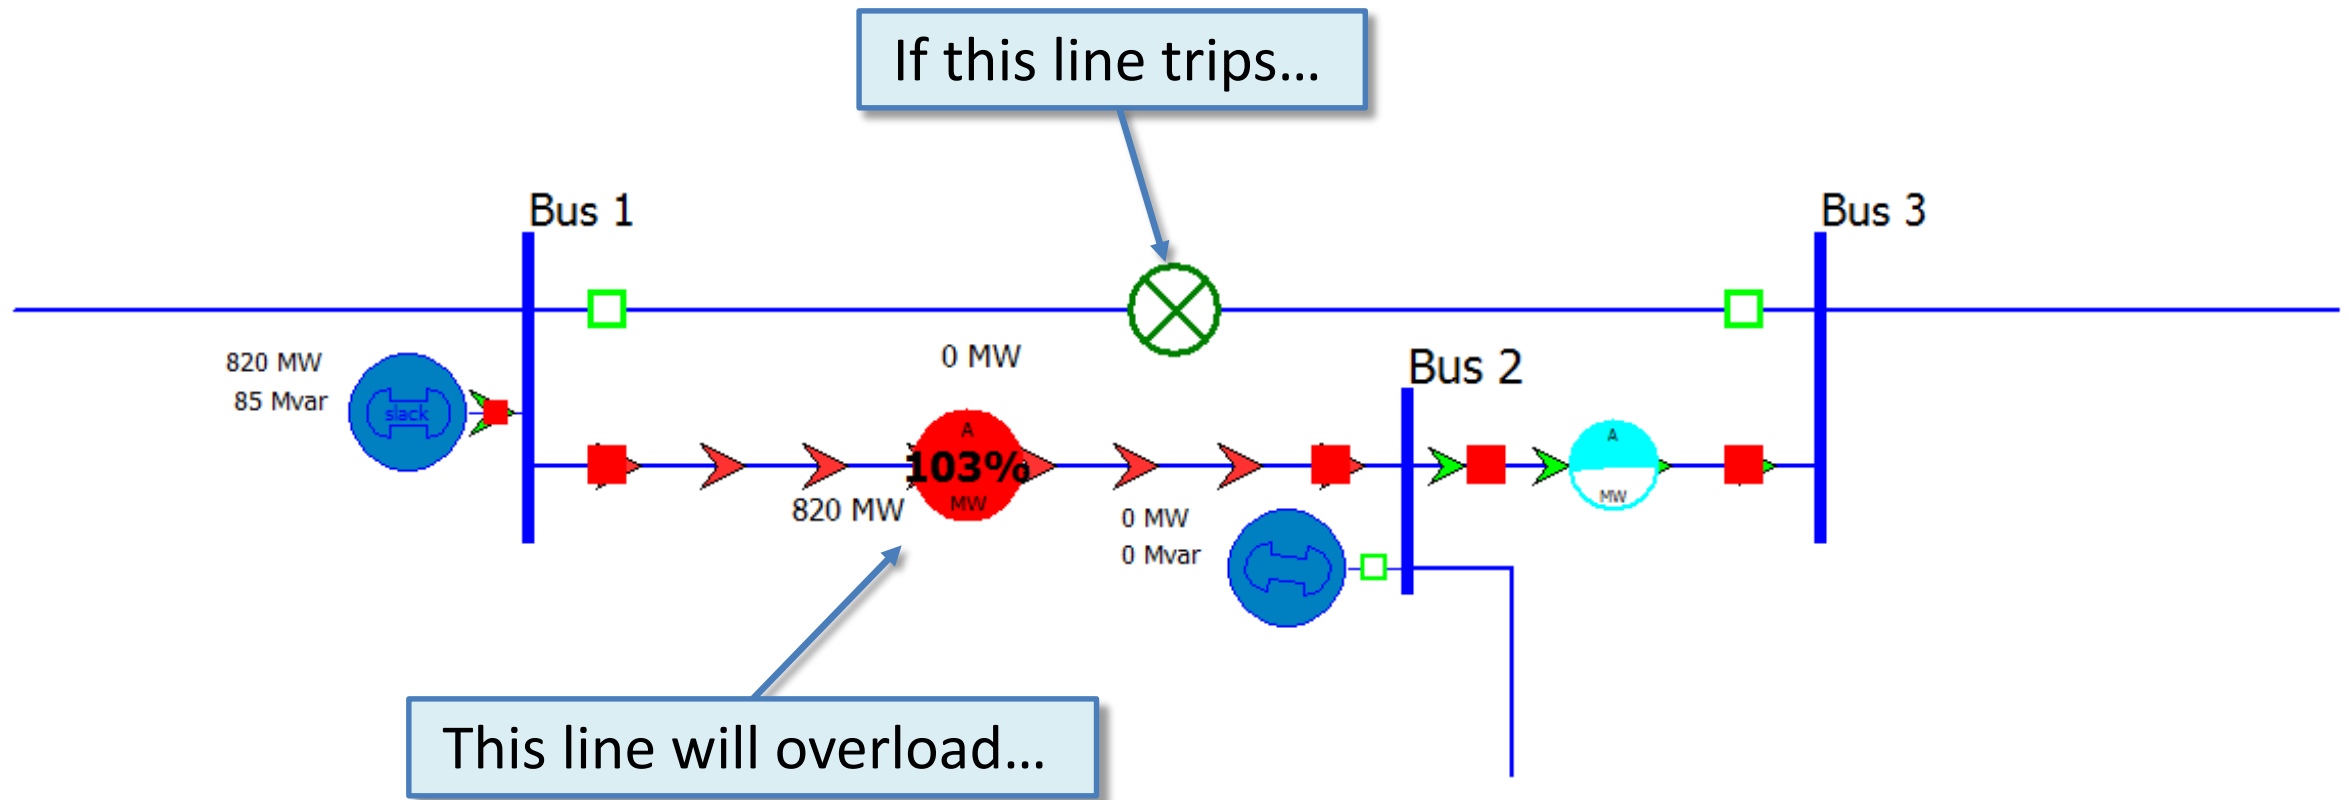 If this line trips...
Bus 1
Bus 3
820 MW
0 MW
Bus 2
85 Mvar
slack
A
103%
MW
A
MW
820 MW
0 MW
0 Mvar
This line will overload...